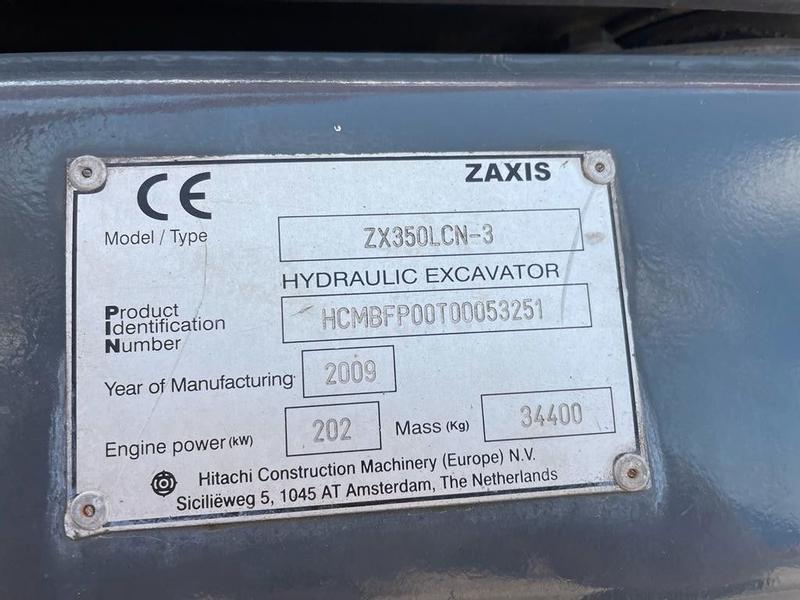 CE
ZAXIS
Model / Type
ZX350LCN-3
HYDRAULIC EXCAVATOR
Product
Identification
Number
HCMBFP00T00053251
Year of Manufacturing
2009
Engine power (kW)
202
Mass (Kg)
34400
Hitachi Construction Machinery (Europe) N.V.
Siciliëweg 5, 1045 AT Amsterdam, The Netherlands